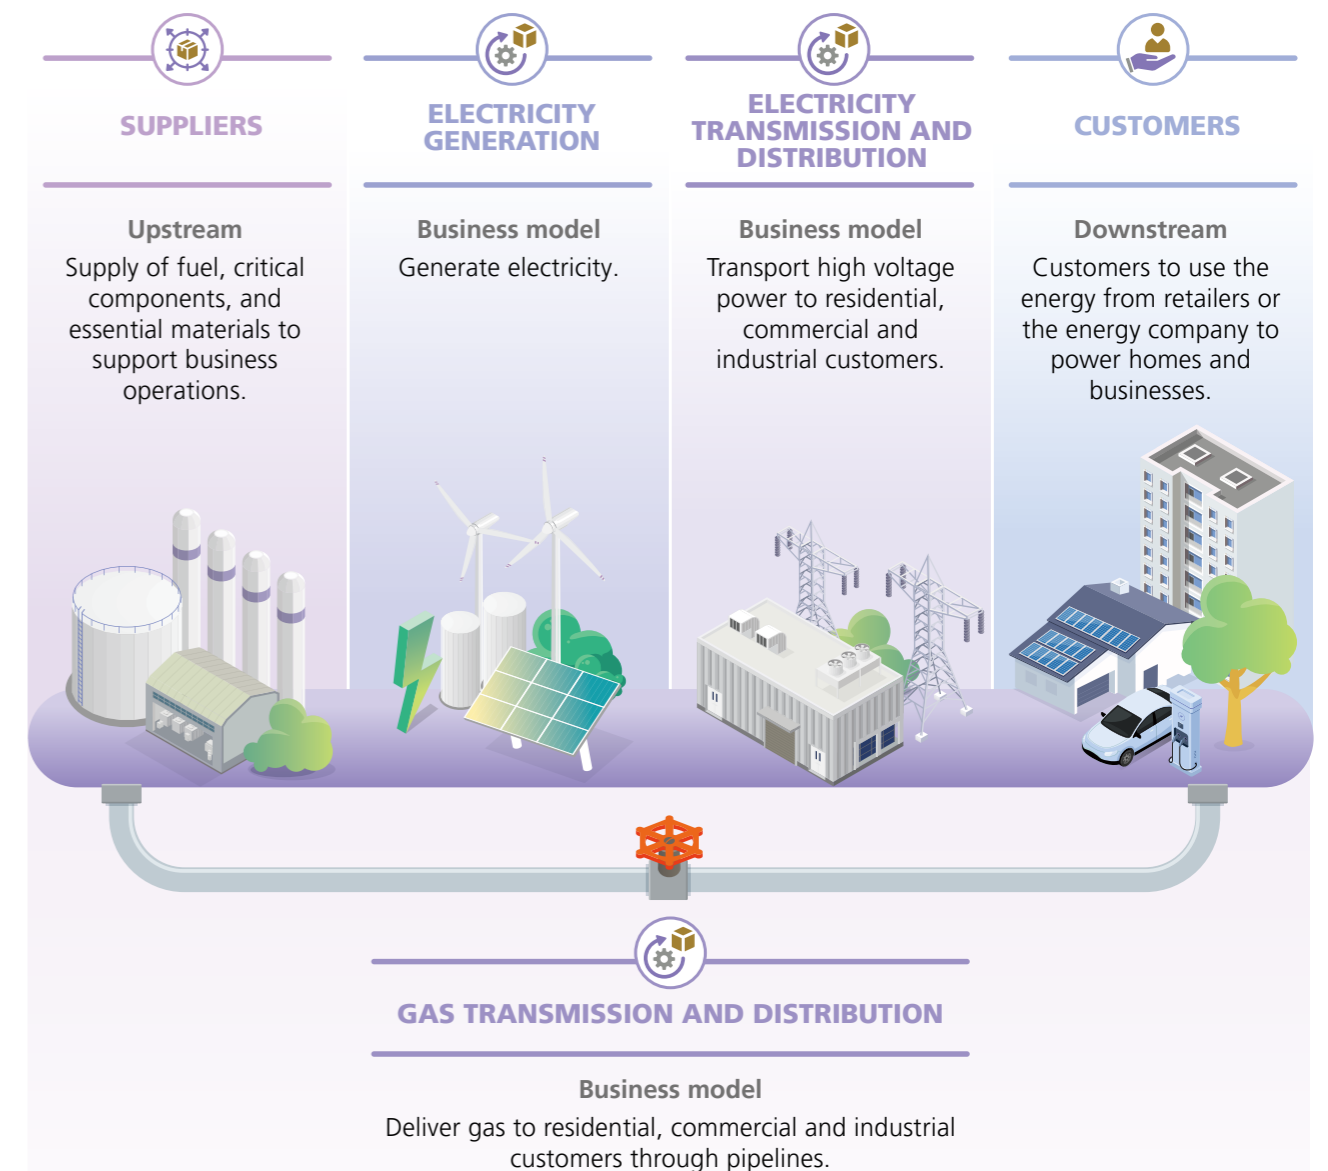 SUPPLIERS
Upstream
Supply of fuel, critical
components, and
essential materials to
support business
operations.
ELECTRICITY
GENERATION
Business model
Generate electricity.
ELECTRICITY
TRANSMISSION AND
DISTRIBUTION
Business model
Transport high voltage
power to residential,
commercial and
industrial customers.
CUSTOMERS
Downstream
Customers to use the
energy from retailers or
the energy company to
power homes and
businesses.
GAS TRANSMISSION AND DISTRIBUTION
Business model
Deliver gas to residential, commercial and industrial
customers through pipelines.